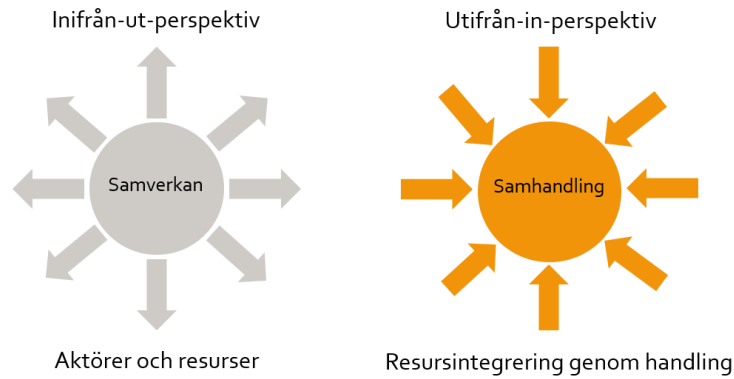 Inifrån-ut-perspektiv
Utifrån-in-perspektiv
Samverkan
Samhandling
Aktörer och resurser
Resursintegrering genom handling